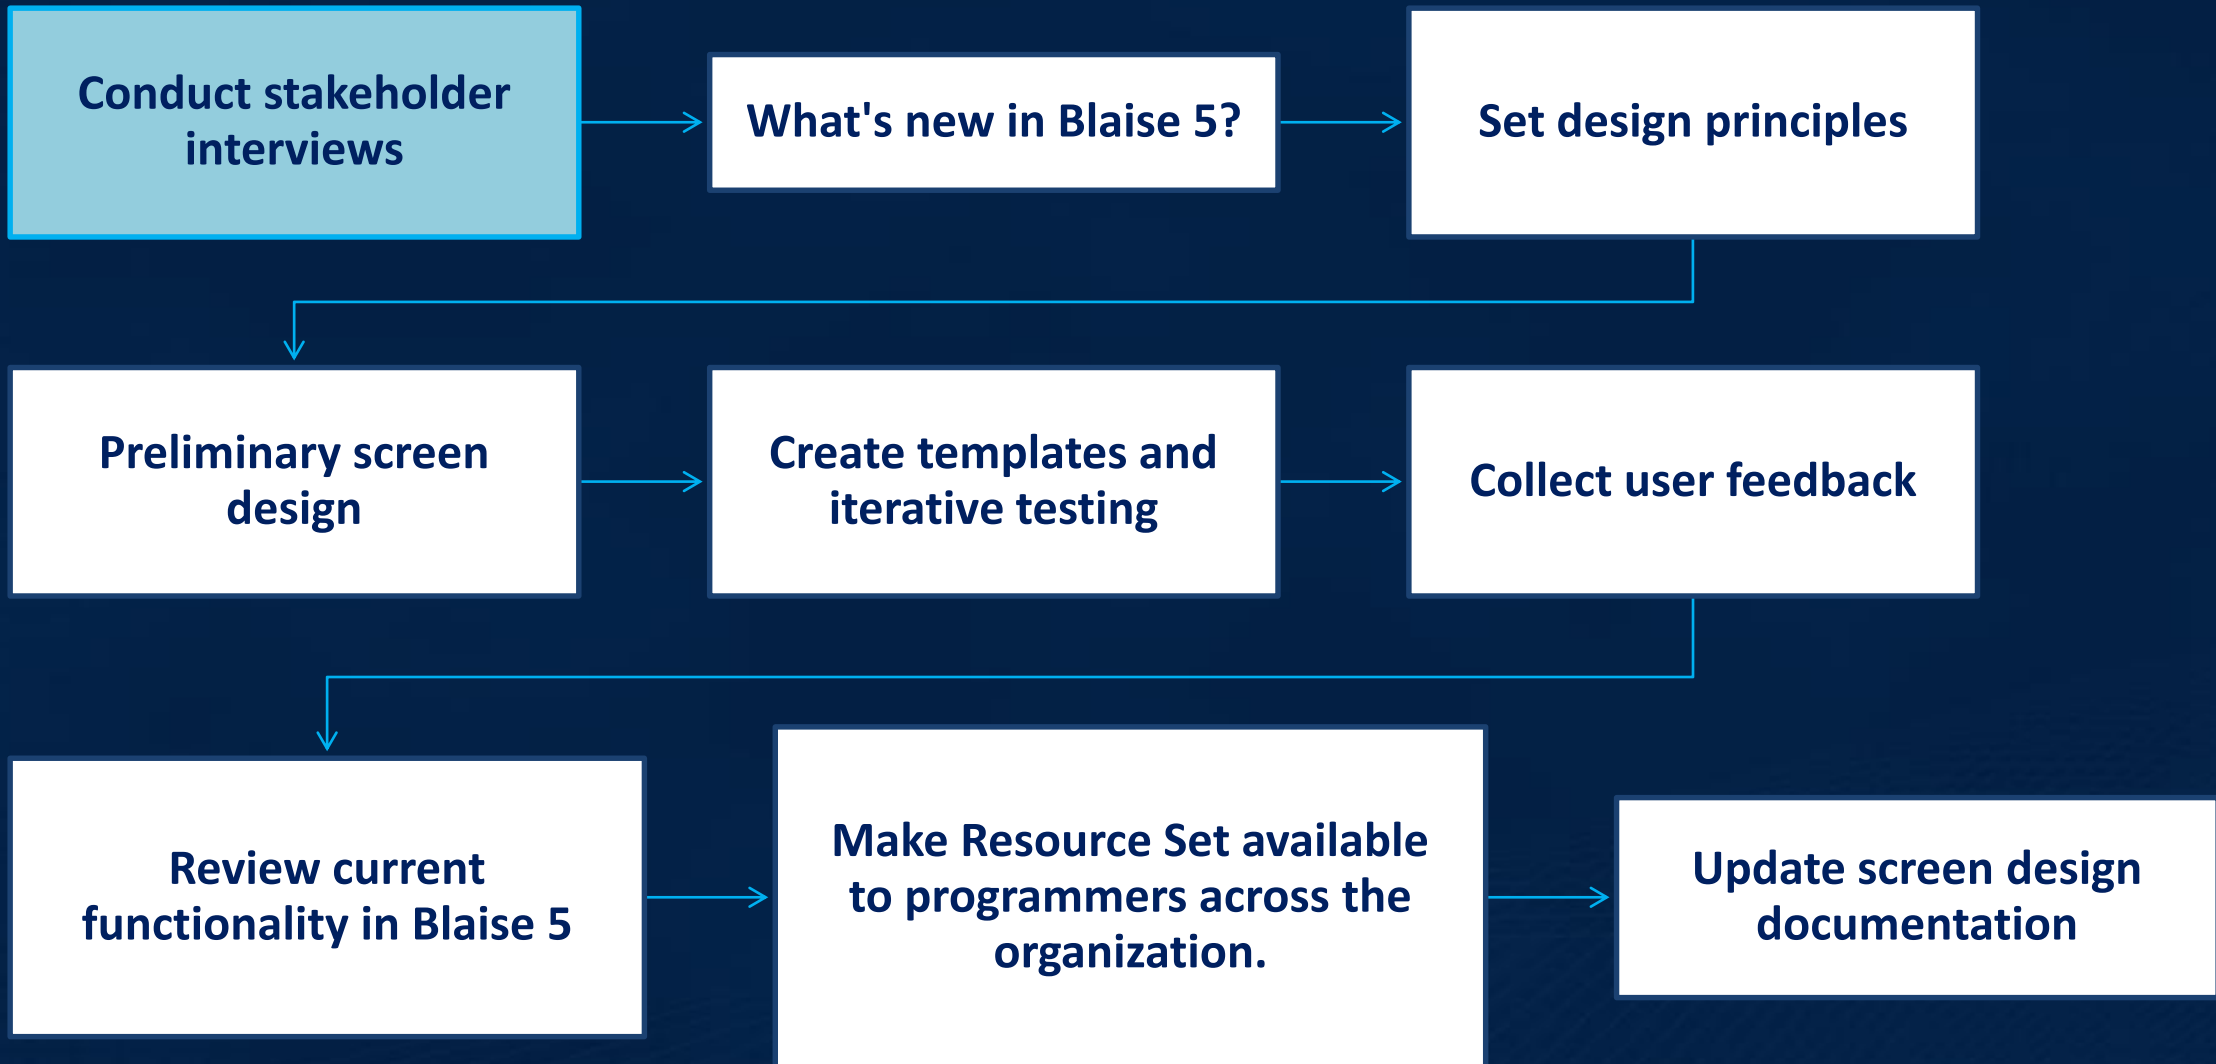 Conduct stakeholder
interviews
What's new in Blaise 5?
Set design principles
Preliminary screen
design
Create templates and
iterative testing
Collect user feedback
Review current
functionality in Blaise 5
Make Resource Set available
to programmers across the
organization.
Update screen design
documentation